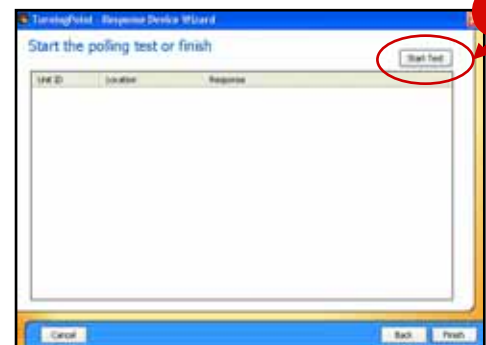 TurningPoint - Response Device Wizard
Start the polling test or finish
Start Test
Unit ID Location Response
Cancel Back Finish